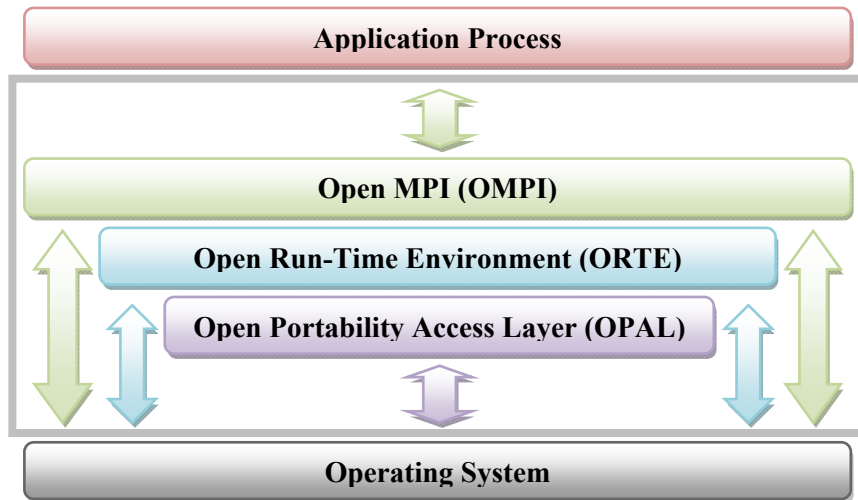 Application Process
Open MPI (OMPI)
Open Run-Time Environment (ORTE)
Open Portability Access Layer (OPAL)
Operating System